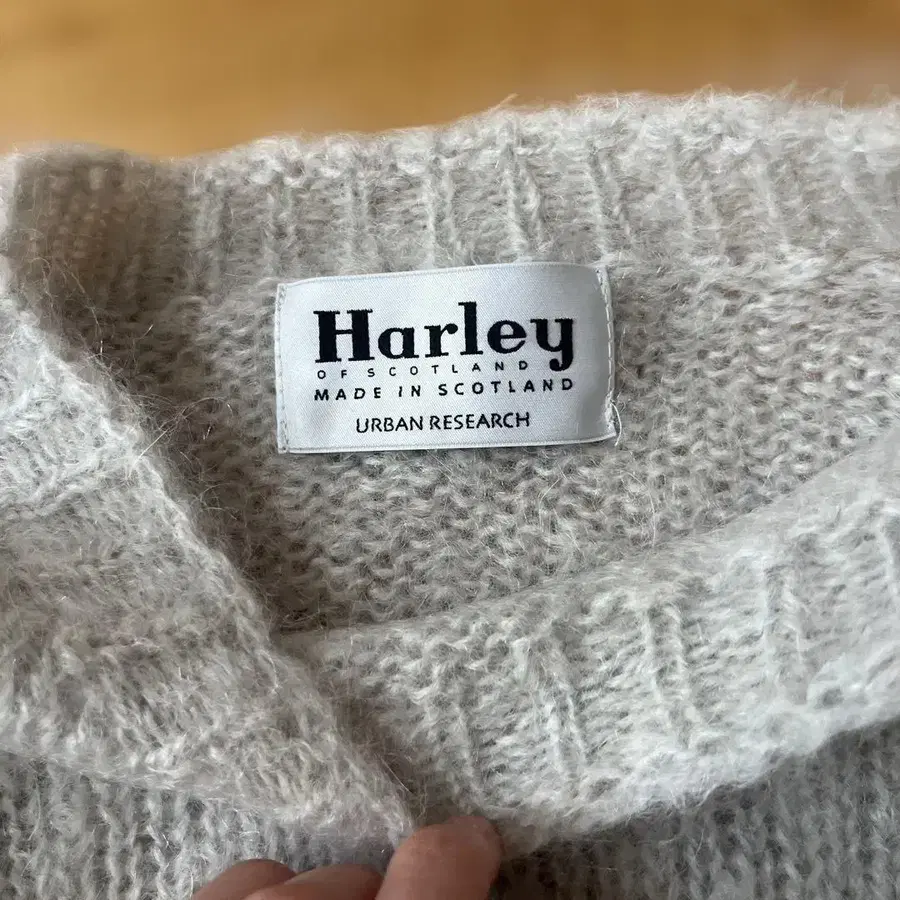 Harley
OF SCOTLAND
MADE IN SCOTLAND
URBAN RESEARCH